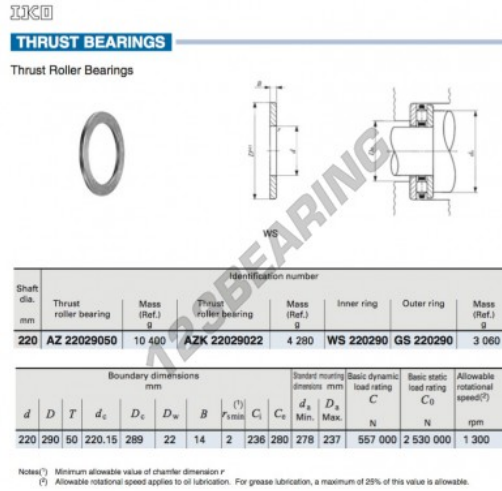 IKO
THRUST BEARINGS
Thrust Roller Bearings
B
r
D
d
WS
Da
da
123BEARING
Identification number
Shaft dia. mm
Thrust roller bearing
Mass (Ref.) g
Thrust roller bearing
Mass (Ref.) g
Inner ring
Outer ring
Mass (Ref.) g
220 AZ 22029050 10 400 AZK 22029022 4 280 WS 220290 GS 220290 3 060
Boundary dimensions mm
Standard mounting dimensions mm
Basic dynamic load rating C N
Basic static load rating C₀ N
Allowable rotational speed(²) rpm
d D T dc Dc Dw B rs min(¹) Ci Ce da Min. Da Max.
220 290 50 220.15 289 22 14 2 236 280 278 237 557 000 2 530 000 1 300
Notes(¹) Minimum allowable value of chamfer dimension r
(²) Allowable rotational speed applies to oil lubrication. For grease lubrication, a maximum of 25% of this value is allowable.